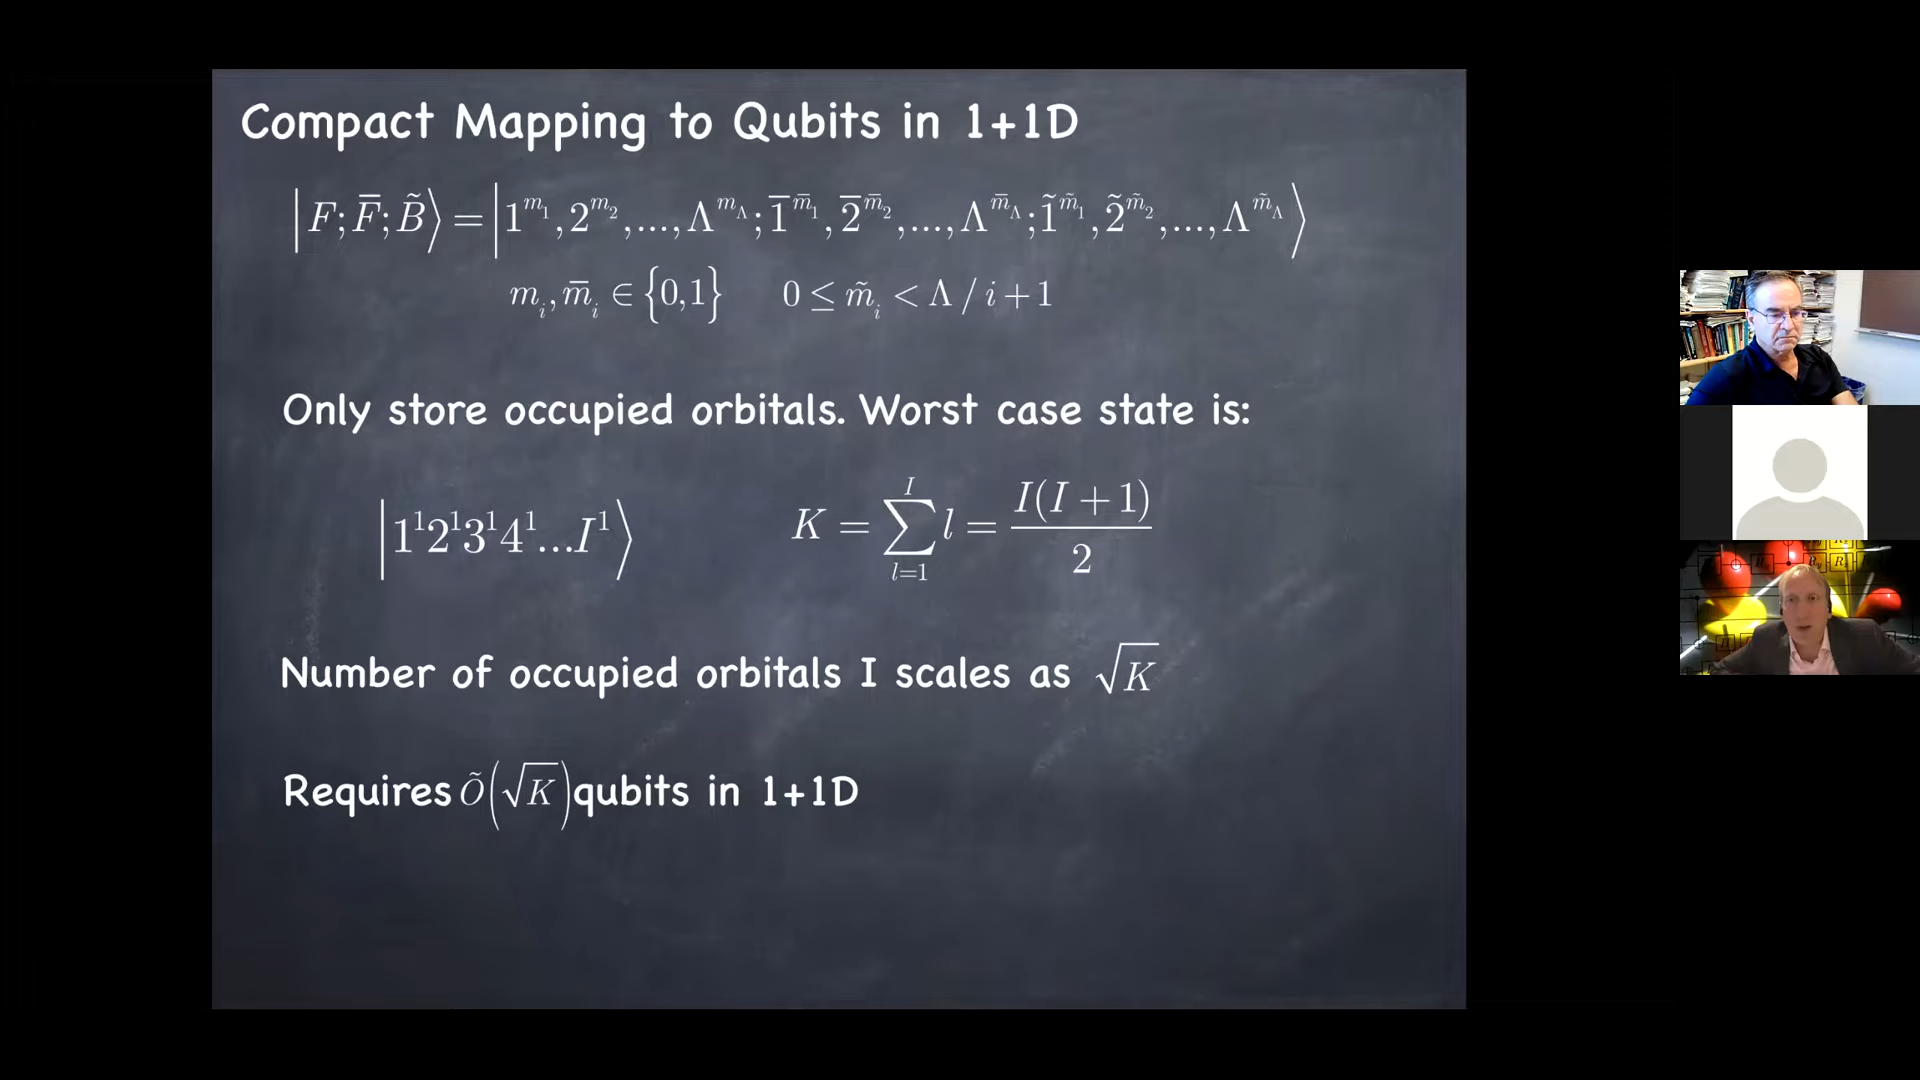 Compact Mapping to Qubits in 1+1D
|F; F̄; B̃⟩ = |1^{m_1}, 2^{m_2}, ..., Λ^{m_Λ}; 1̄^{m̄_1}, 2̄^{m̄_2}, ..., Λ^{m̄_Λ}; 1̃^{m̃_1}, 2̃^{m̃_2}, ..., Λ^{m̃_Λ}⟩
m_i, m̄_i ∈ {0,1} 0 ≤ m̃_i < Λ / i + 1
Only store occupied orbitals. Worst case state is:
|1^1 2^1 3^1 4^1 ... I^1⟩ K = ∑_{l=1}^{I} l = I(I + 1) / 2
Number of occupied orbitals I scales as √K
Requires Õ(√K) qubits in 1+1D